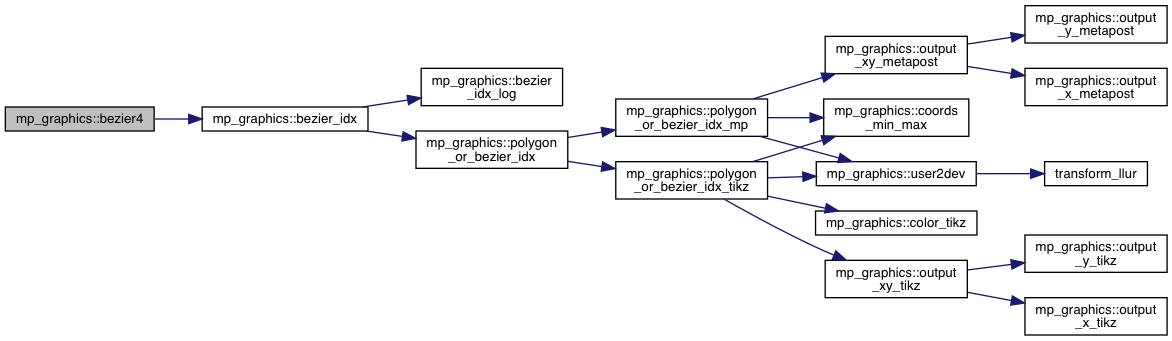 mp_graphics::bezier4
mp_graphics::bezier_idx
mp_graphics::bezier
_idx_log
mp_graphics::polygon
_or_bezier_idx
mp_graphics::polygon
_or_bezier_idx_mp
mp_graphics::polygon
_or_bezier_idx_tikz
mp_graphics::output
_xy_metapost
mp_graphics::coords
_min_max
mp_graphics::user2dev
mp_graphics::color_tikz
mp_graphics::output
_xy_tikz
mp_graphics::output
_y_metapost
mp_graphics::output
_x_metapost
transform_llur
mp_graphics::output
_y_tikz
mp_graphics::output
_x_tikz